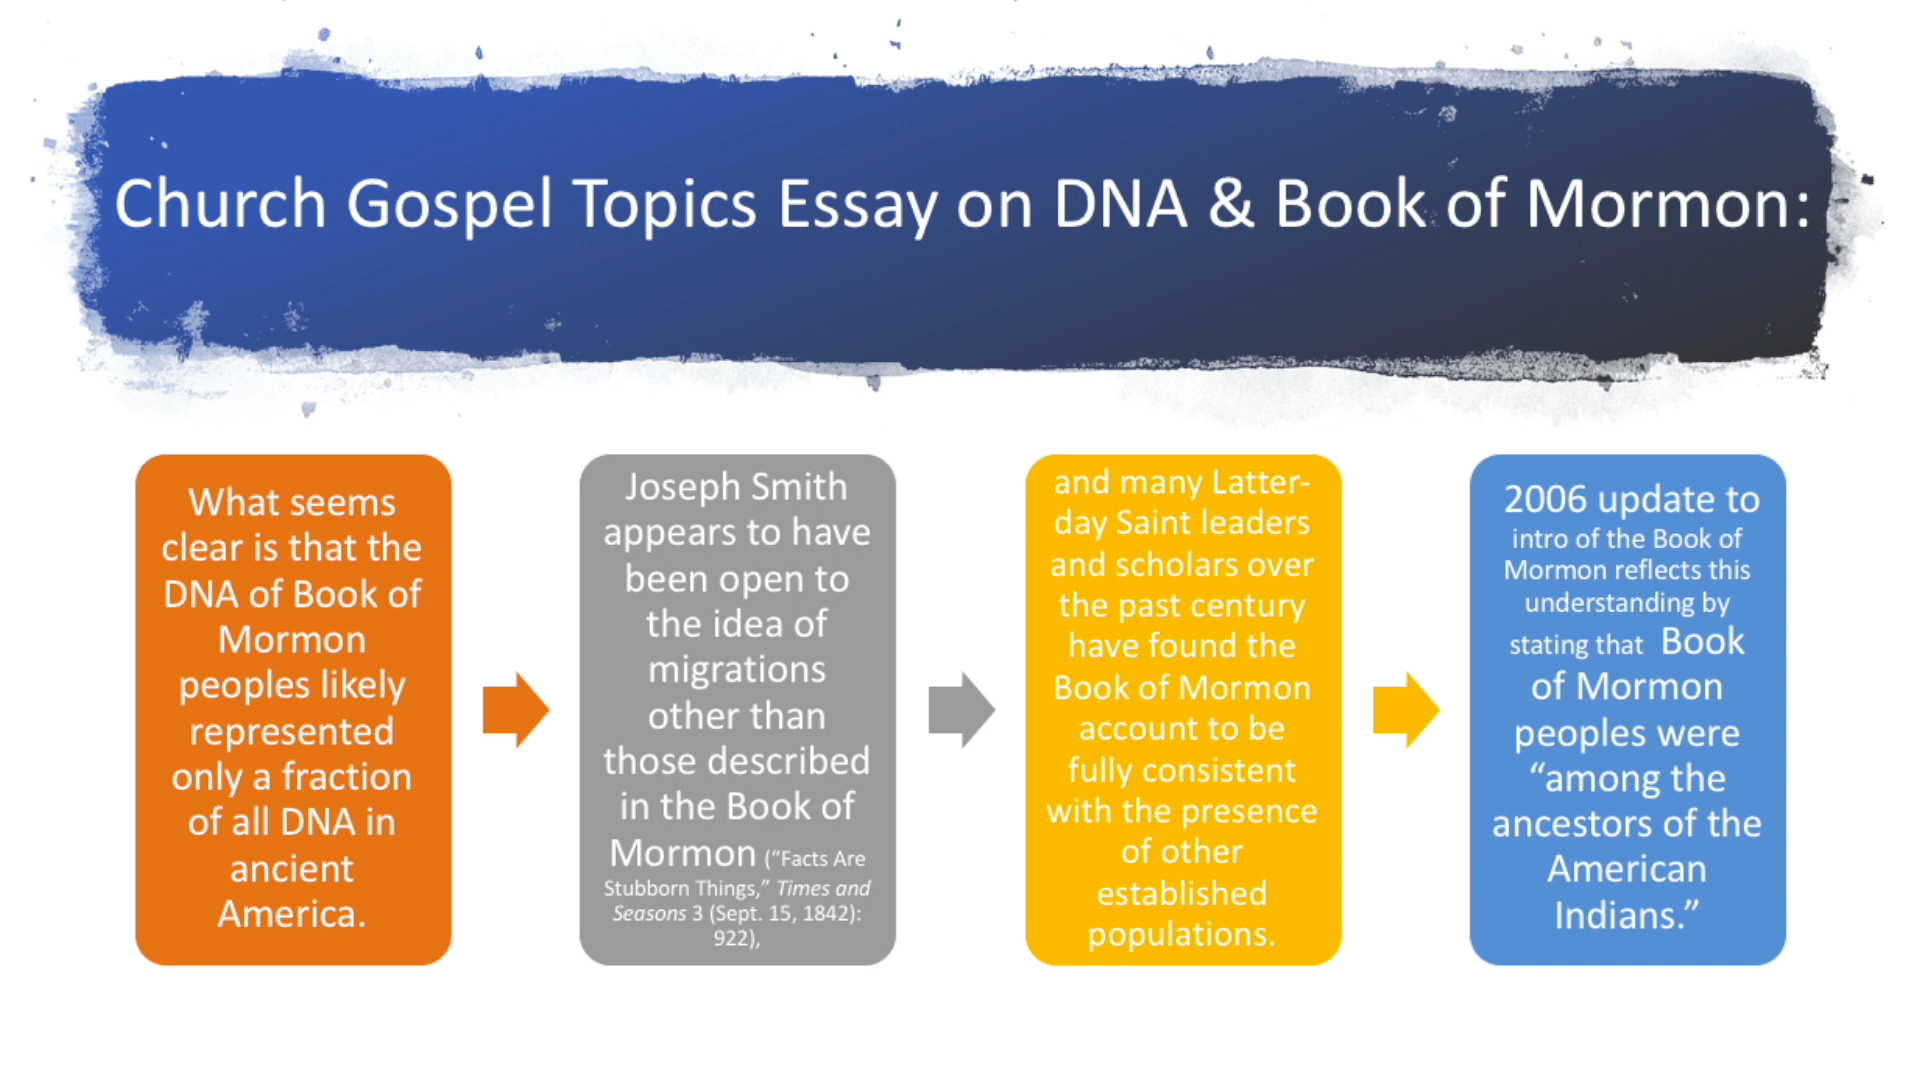 Church Gospel Topics Essay on DNA & Book of Mormon:
What seems
clear is that the
DNA of Book of
Mormon
peoples likely
represented
only a fraction
of all DNA in
ancient
America.
Joseph Smith
appears to have
been open to
the idea of
migrations
other than
those described
in the Book of
Mormon (“Facts Are
Stubborn Things,” Times and
Seasons 3 (Sept. 15, 1842):
922),
and many Latter-
day Saint leaders
and scholars over
the past century
have found the
Book of Mormon
account to be
fully consistent
with the presence
of other
established
populations.
2006 update to
intro of the Book of
Mormon reflects this
understanding by
stating that Book
of Mormon
peoples were
“among the
ancestors of the
American
Indians.”